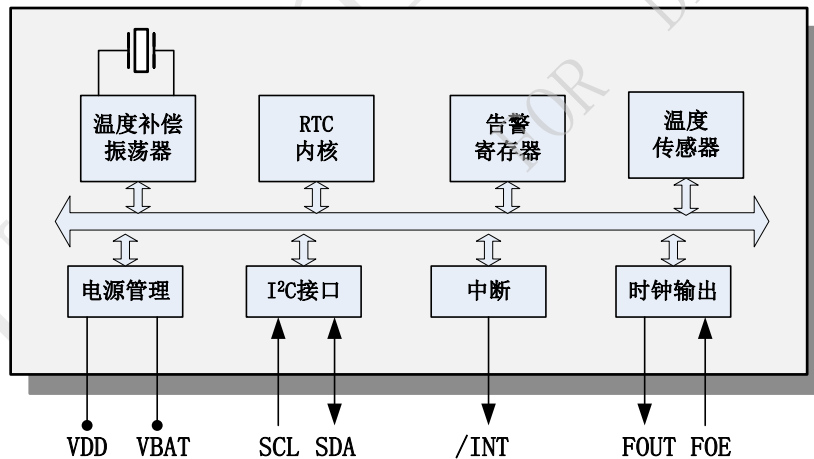 温度补偿
振荡器
RTC
内核
告警
寄存器
温度
传感器
电源管理
I²C接口
中断
时钟输出
VDD
VBAT
SCL
SDA
/INT
FOUT
FOE
FOR